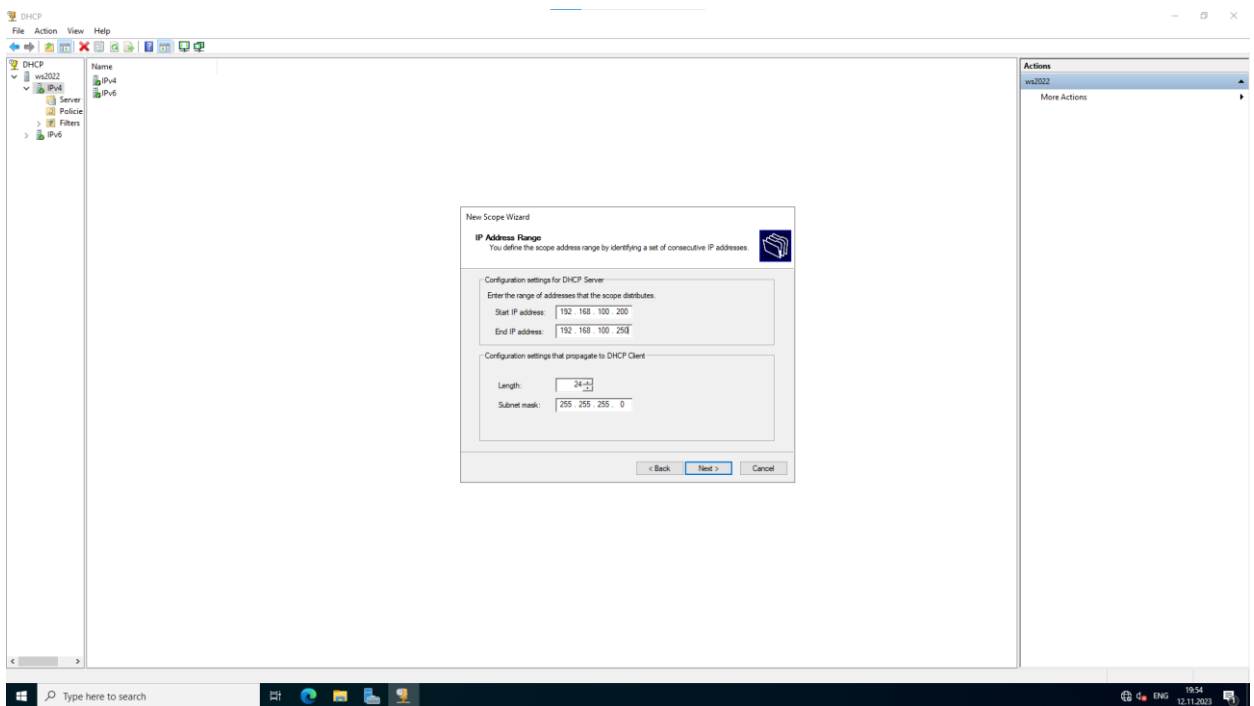 DHCP
File Action View Help
DHCP
ws2022
IPv4
Server
Policie
Filters
IPv6
Name
IPv4
IPv6
Actions
ws2022
More Actions
New Scope Wizard
IP Address Range
You define the scope address range by identifying a set of consecutive IP addresses.
Configuration settings for DHCP Server
Enter the range of addresses that the scope distributes.
Start IP address: 192 . 168 . 100 . 200
End IP address: 192 . 168 . 100 . 250
Configuration settings that propagate to DHCP Client
Length: 24
Subnet mask: 255 . 255 . 255 . 0
< Back Next > Cancel
Type here to search
ENG
19:54
12.11.2023